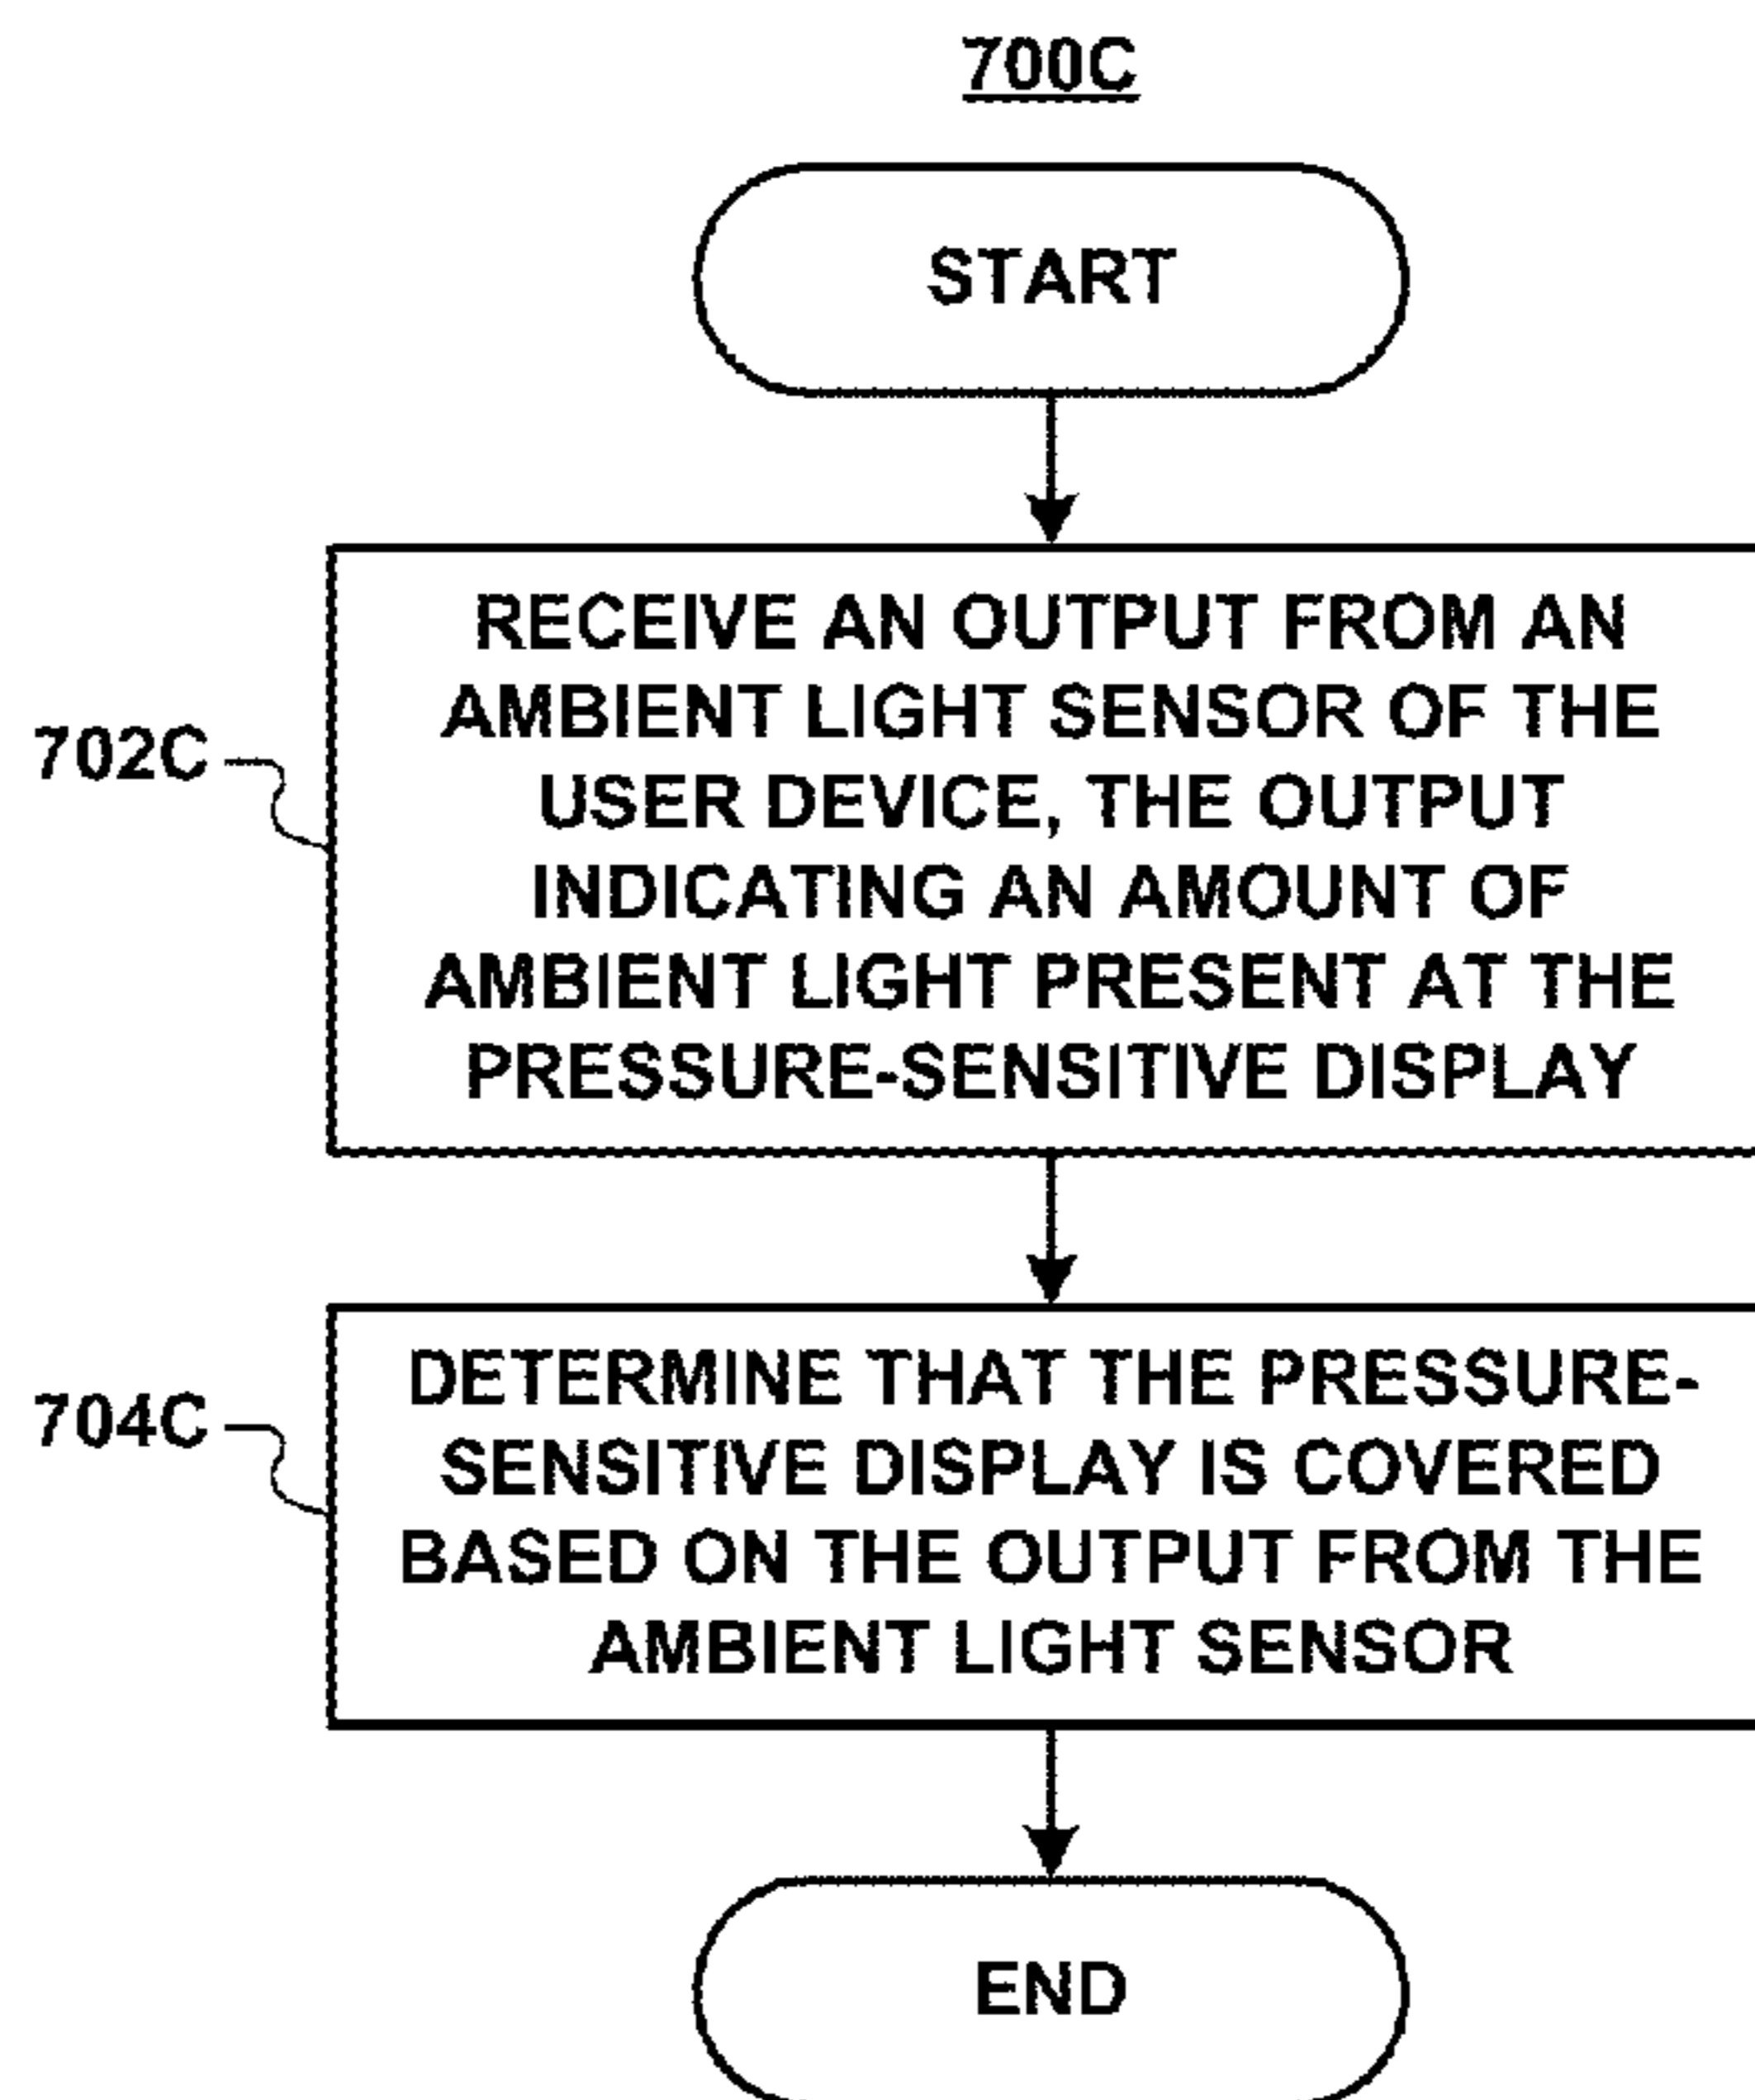 700C
START
702C
RECEIVE AN OUTPUT FROM AN
AMBIENT LIGHT SENSOR OF THE
USER DEVICE, THE OUTPUT
INDICATING AN AMOUNT OF
AMBIENT LIGHT PRESENT AT THE
PRESSURE-SENSITIVE DISPLAY
704C
DETERMINE THAT THE PRESSURE-
SENSITIVE DISPLAY IS COVERED
BASED ON THE OUTPUT FROM THE
AMBIENT LIGHT SENSOR
END